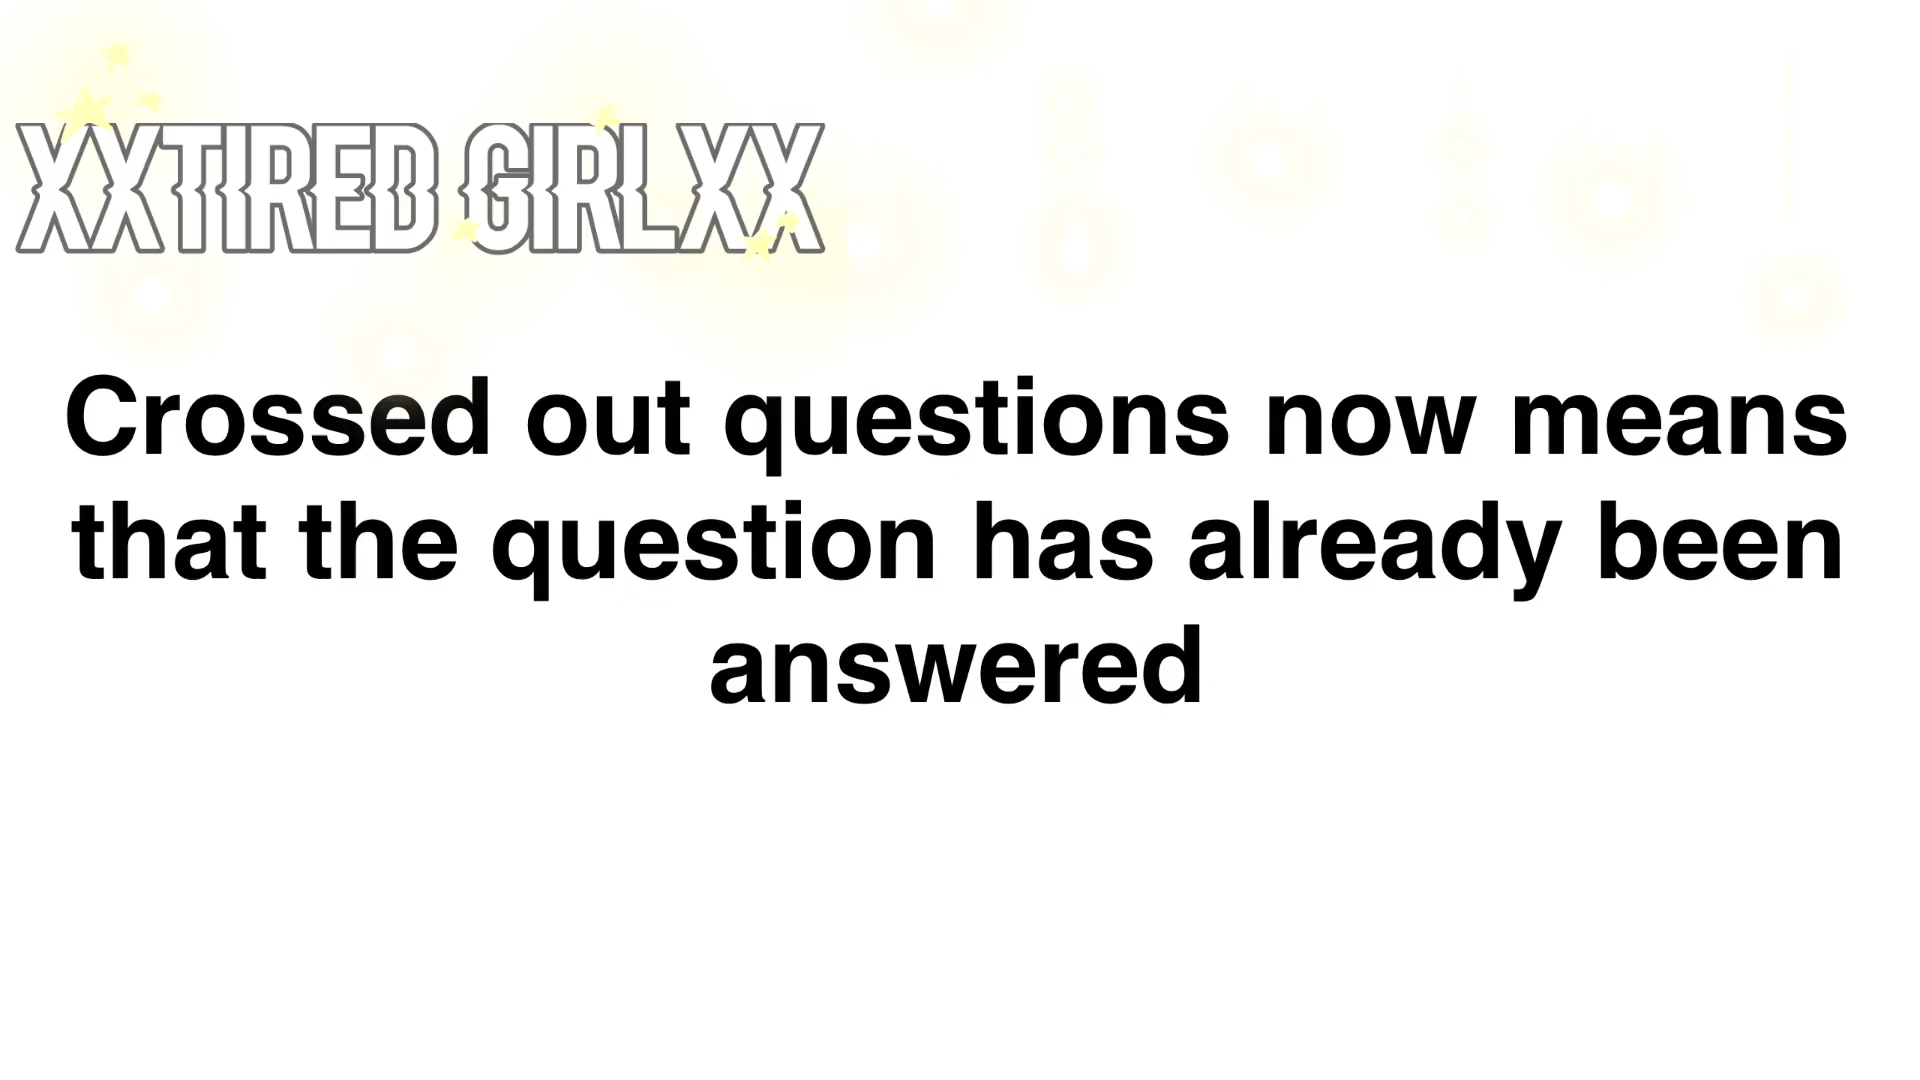 XXTIRED GIRLXX
Crossed out questions now means
that the question has already been
answered